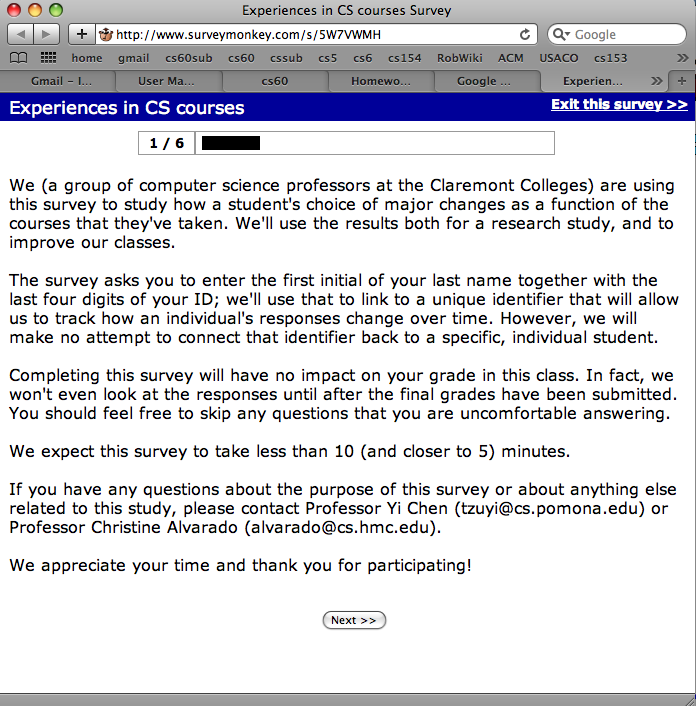 Experiences in CS courses Survey
http://www.surveymonkey.com/s/5W7VWMH
Google
home gmail cs60sub cs60 cssub cs5 cs6 cs154 RobWiki ACM USACO cs153 >>
Gmail – I... User Ma... cs60 Homewo... Google ... Experien... >> +
Experiences in CS courses
Exit this survey >>
1 / 6
We (a group of computer science professors at the Claremont Colleges) are using
this survey to study how a student's choice of major changes as a function of the
courses that they've taken. We'll use the results both for a research study, and to
improve our classes.
The survey asks you to enter the first initial of your last name together with the
last four digits of your ID; we'll use that to link to a unique identifier that will allow
us to track how an individual's responses change over time. However, we will
make no attempt to connect that identifier back to a specific, individual student.
Completing this survey will have no impact on your grade in this class. In fact, we
won't even look at the responses until after the final grades have been submitted.
You should feel free to skip any questions that you are uncomfortable answering.
We expect this survey to take less than 10 (and closer to 5) minutes.
If you have any questions about the purpose of this survey or about anything else
related to this study, please contact Professor Yi Chen (tzuyi@cs.pomona.edu) or
Professor Christine Alvarado (alvarado@cs.hmc.edu).
We appreciate your time and thank you for participating!
Next >>